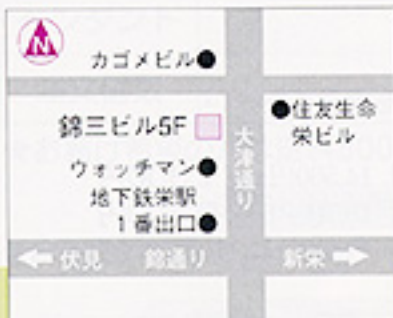 N
カゴメビル
錦三ビル5F
住友生命
栄ビル
大津通り
ウォッチマン
地下鉄栄駅
1番出口
伏見
錦通り
新栄